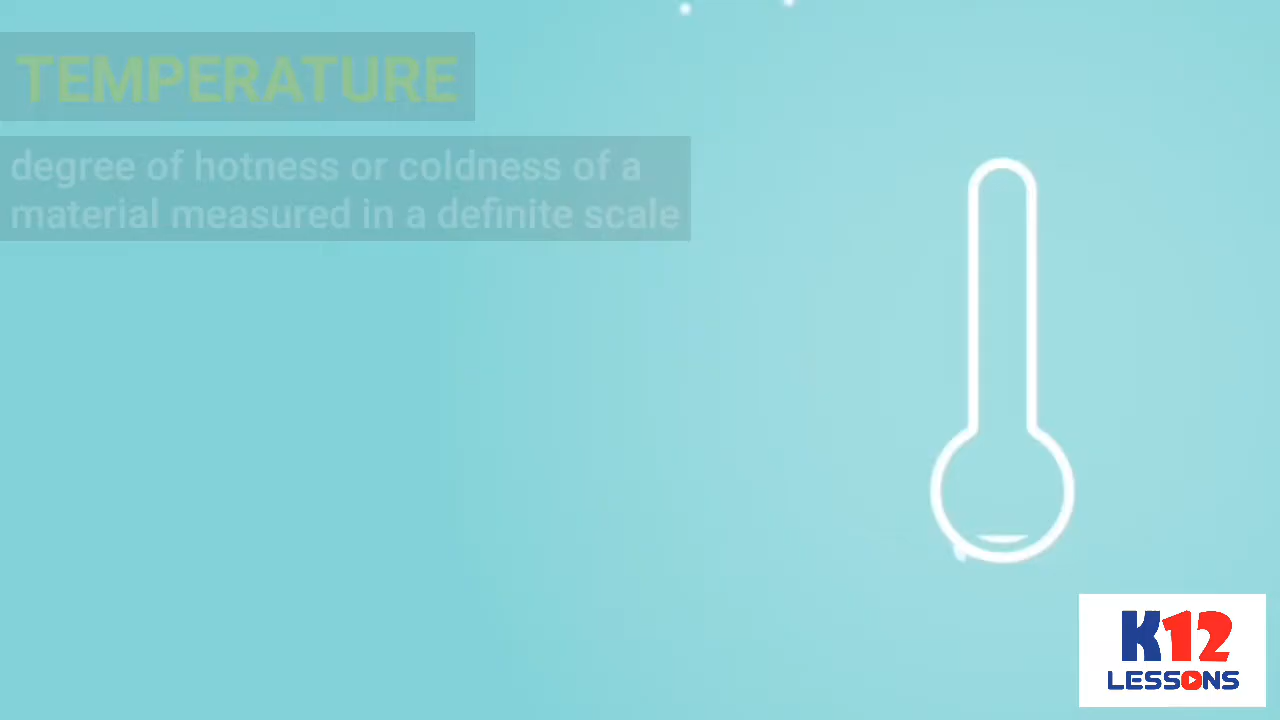 TEMPERATURE
degree of hotness or coldness of a
material measured in a definite scale
K12
LESSONS